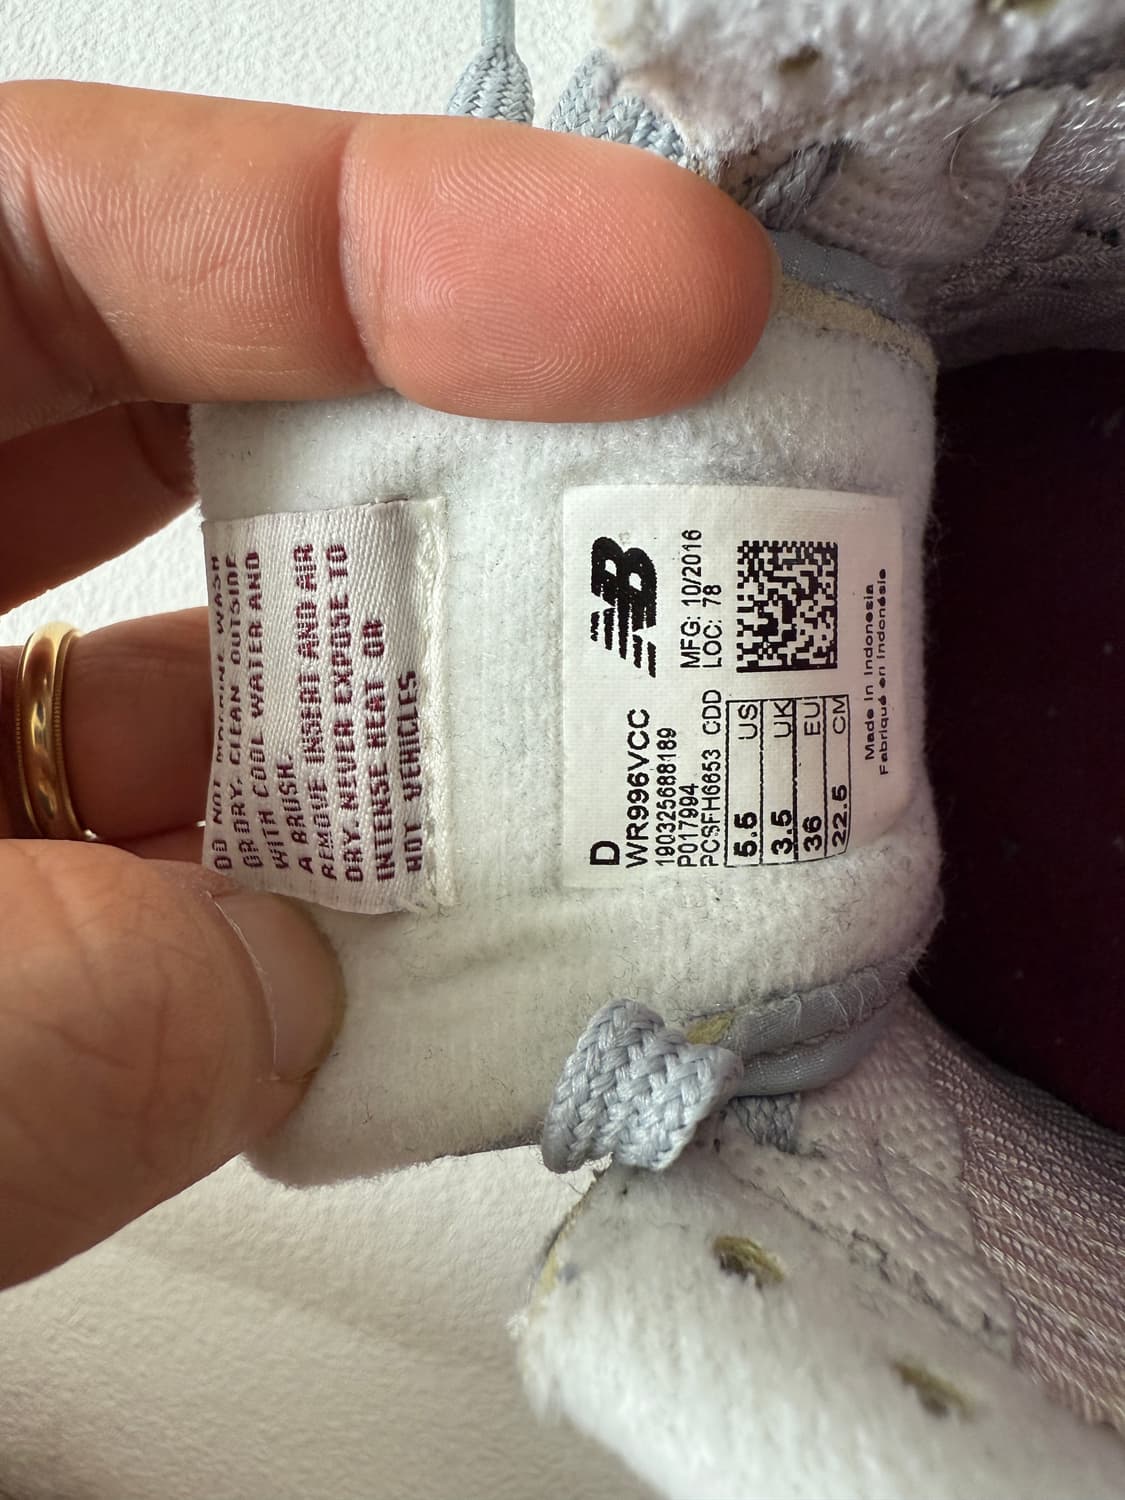 DO NOT MACHINE WASH
OR DRY. CLEAN OUTSIDE
WITH COOL WATER AND
A BRUSH.
REMOVE INSERT AND AIR
DRY. NEVER EXPOSE TO
INTENSE HEAT OR
HOT VEHICLES
NB
D
WR996VCC
190325688189
P017994
PCSFH6653 CDD
MFG: 10/2016
LOC: 78
5.5 US
3.5 UK
36 EU
22.5 CM
Made in Indonesia
Fabriqué en Indonésie